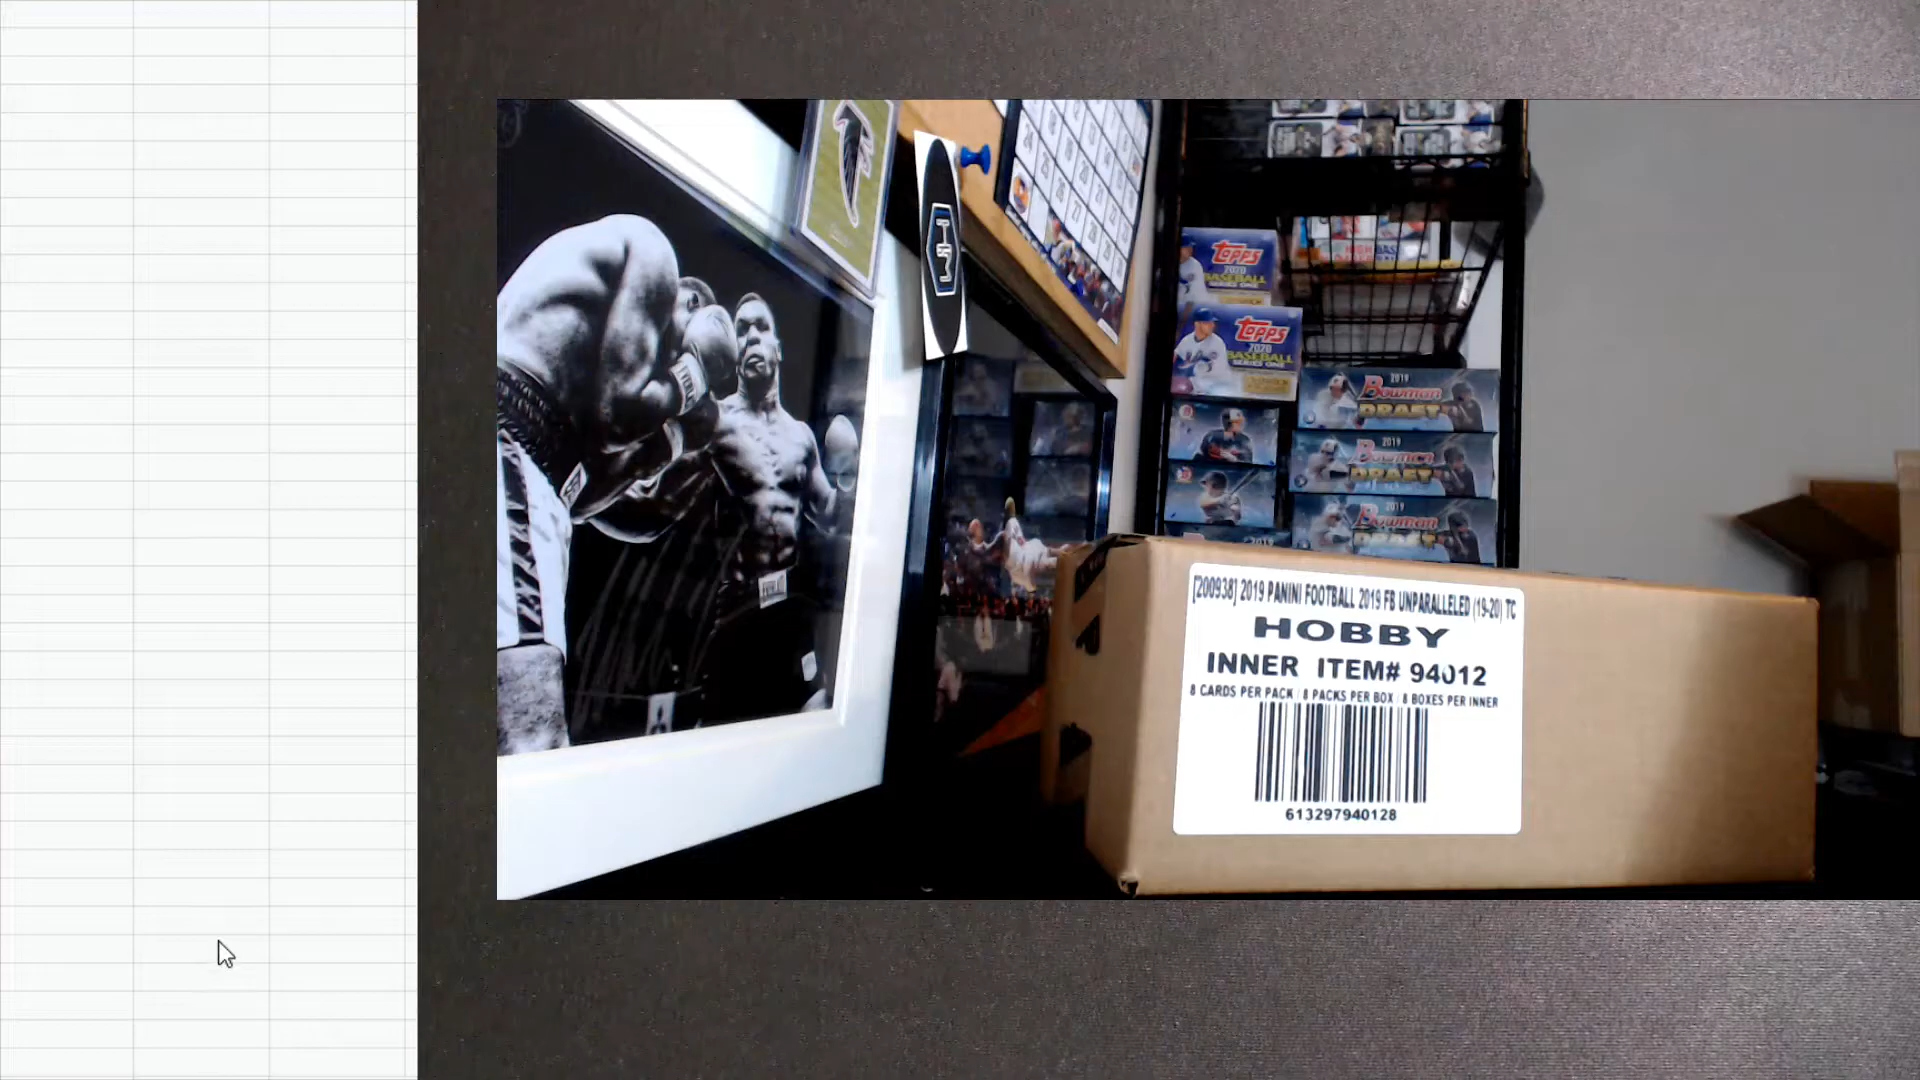 [200938] 2019 PANINI FOOTBALL 2019 FB UNPARALLELED (19-20) TC
HOBBY
INNER ITEM# 94012
8 CARDS PER PACK / 8 PACKS PER BOX / 8 BOXES PER INNER
613297940128
TOPPS
2020
BASEBALL
SERIES ONE
TOPPS
2020
BASEBALL
SERIES ONE
2019
Bowman
DRAFT
2019
Bowman
DRAFT
2019
Bowman
DRAFT